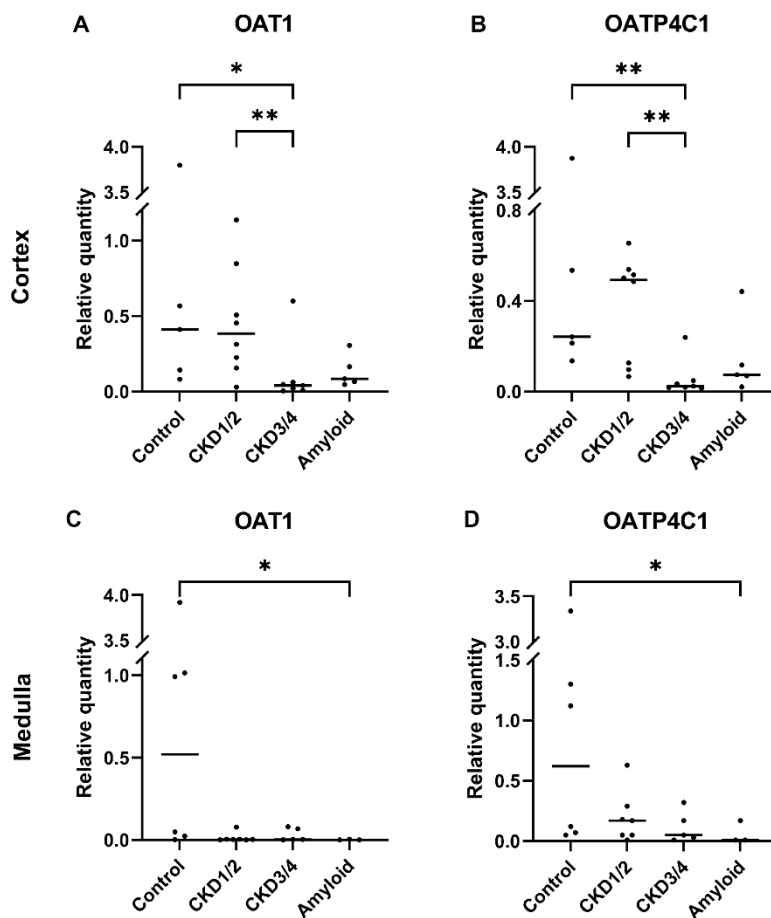 A OAT1
*
**
4.0
3.5
1.0
0.5
0.0
Relative quantity
Cortex
Control CKD1/2 CKD3/4 Amyloid
B OATP4C1
**
**
4.0
3.5
0.8
0.4
0.0
Relative quantity
Control CKD1/2 CKD3/4 Amyloid
C OAT1
*
4.0
3.5
1.0
0.5
0.0
Relative quantity
Medulla
Control CKD1/2 CKD3/4 Amyloid
D OATP4C1
*
3.5
3.0
1.5
1.0
0.5
0.0
Relative quantity
Control CKD1/2 CKD3/4 Amyloid